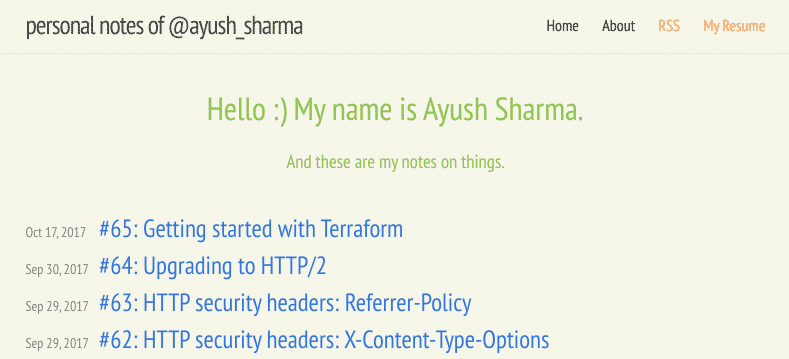 personal notes of @ayush_sharma Home About RSS My Resume
Hello :) My name is Ayush Sharma.
And these are my notes on things.
Oct 17, 2017 #65: Getting started with Terraform
Sep 30, 2017 #64: Upgrading to HTTP/2
Sep 29, 2017 #63: HTTP security headers: Referrer-Policy
Sep 29, 2017 #62: HTTP security headers: X-Content-Type-Options